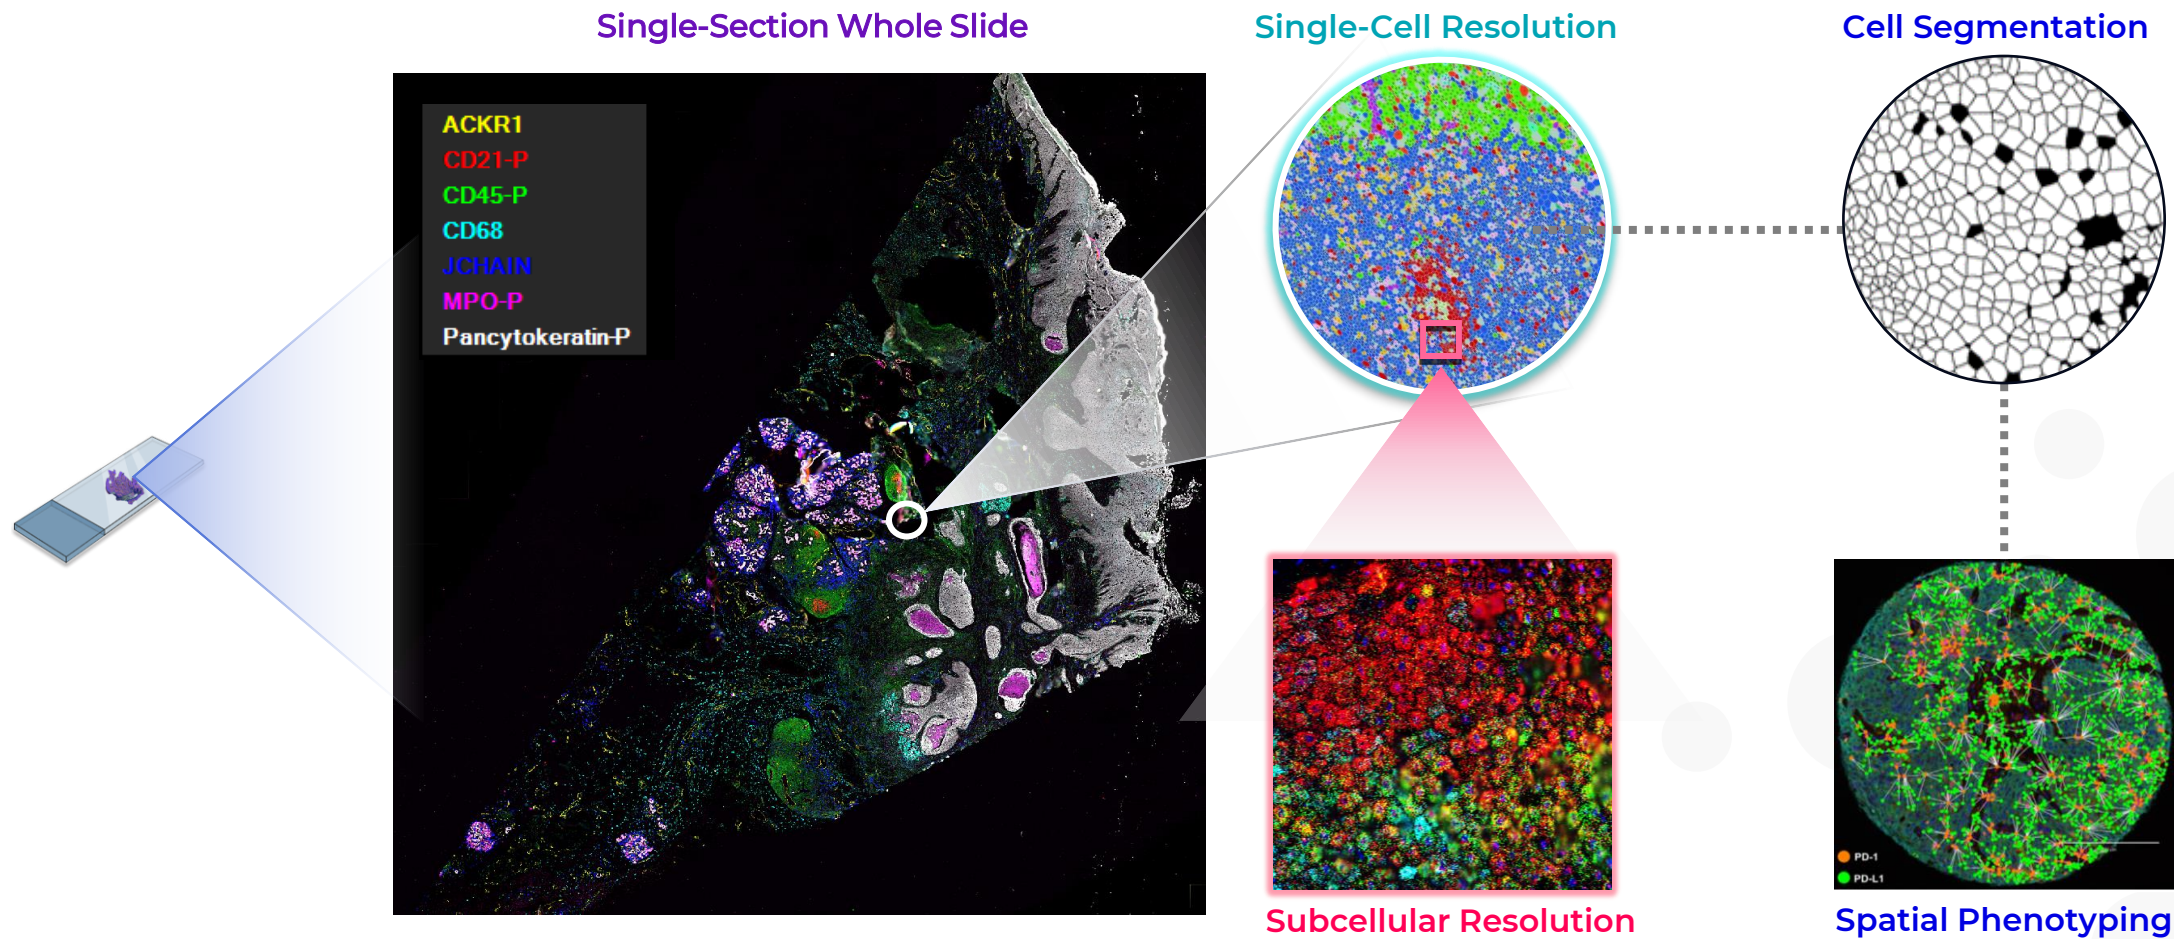 Single-Section Whole Slide
Single-Cell Resolution
Cell Segmentation
ACKR1
CD21-P
CD45-P
CD68
JCHAIN
MPO-P
Pancytokeratin-P
PD-1
PD-L1
Subcellular Resolution
Spatial Phenotyping